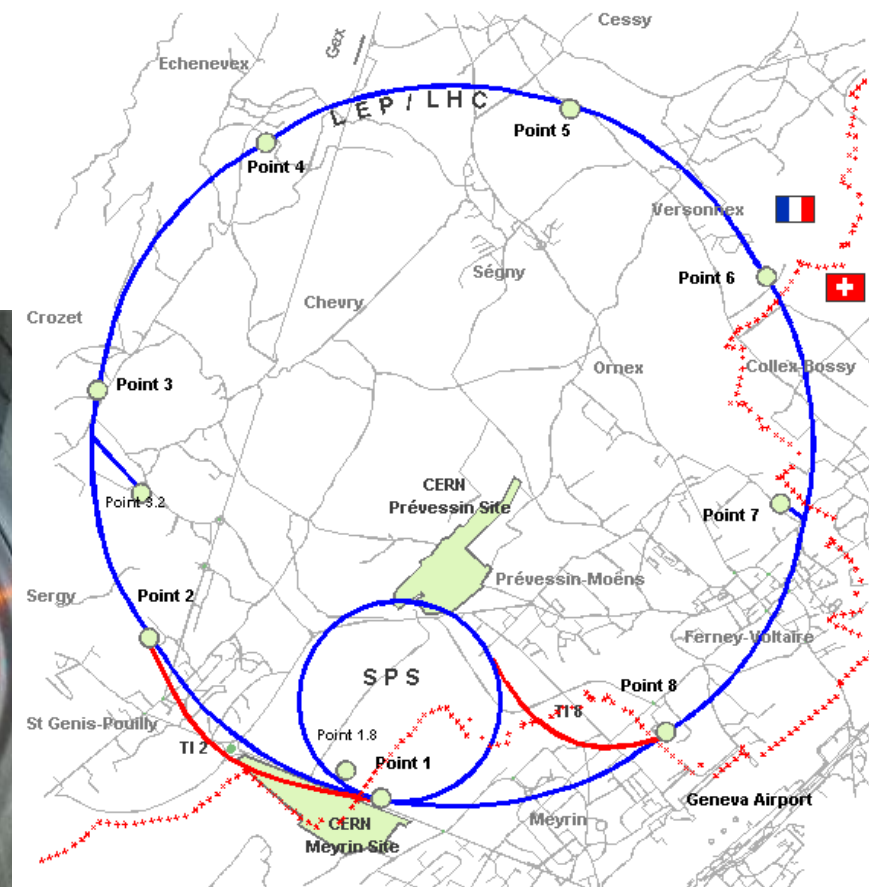 Cessy
Echenevex
Gex
LEP / LHC
Point 5
Point 4
Versonnex
Ségny
Point 6
Chevry
Crozet
Ornex
Collex-Bossy
Point 3
CERN
Prévessin Site
Point 3.2
Point 7
Prévessin-Moëns
Sergy
Point 2
Ferney-Voltaire
SPS
Point 8
St Genis-Pouilly
TI 8
Point 1.8
TI 2
Point 1
Geneva Airport
CERN
Meyrin Site
Meyrin